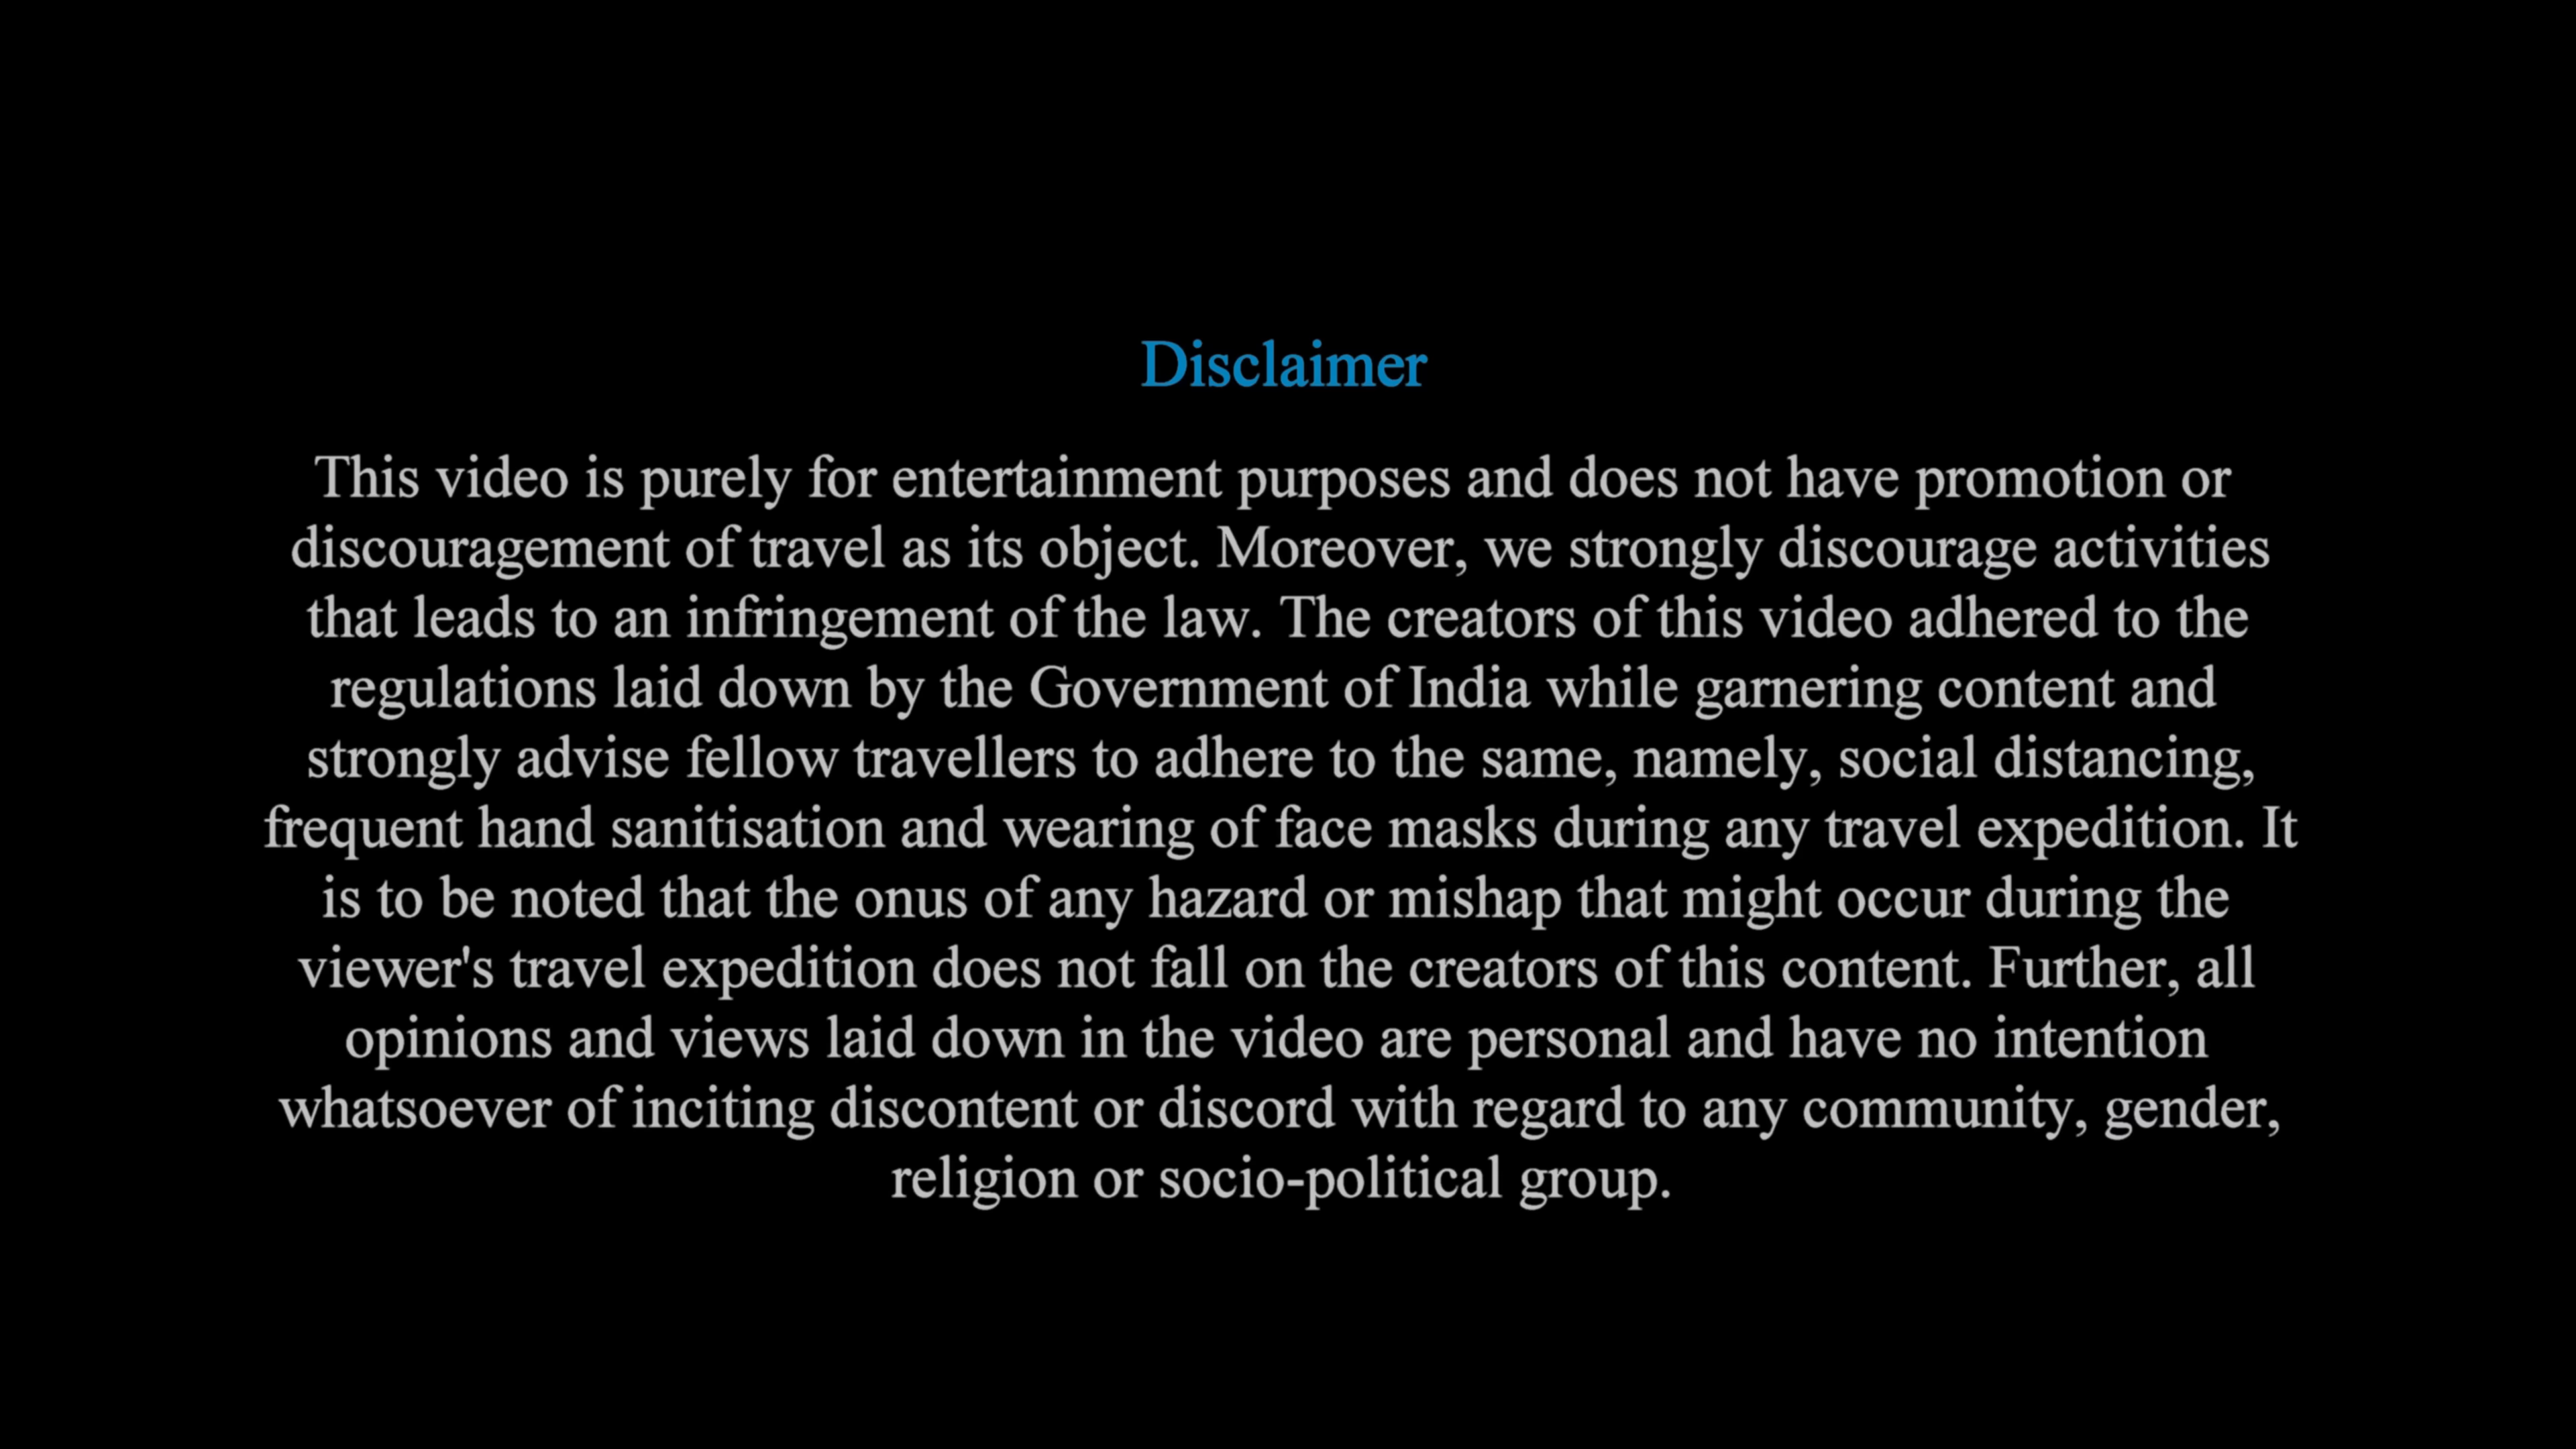 Disclaimer
This video is purely for entertainment purposes and does not have promotion or
discouragement of travel as its object. Moreover, we strongly discourage activities
that leads to an infringement of the law. The creators of this video adhered to the
regulations laid down by the Government of India while garnering content and
strongly advise fellow travellers to adhere to the same, namely, social distancing,
frequent hand sanitisation and wearing of face masks during any travel expedition. It
is to be noted that the onus of any hazard or mishap that might occur during the
viewer's travel expedition does not fall on the creators of this content. Further, all
opinions and views laid down in the video are personal and have no intention
whatsoever of inciting discontent or discord with regard to any community, gender,
religion or socio-political group.